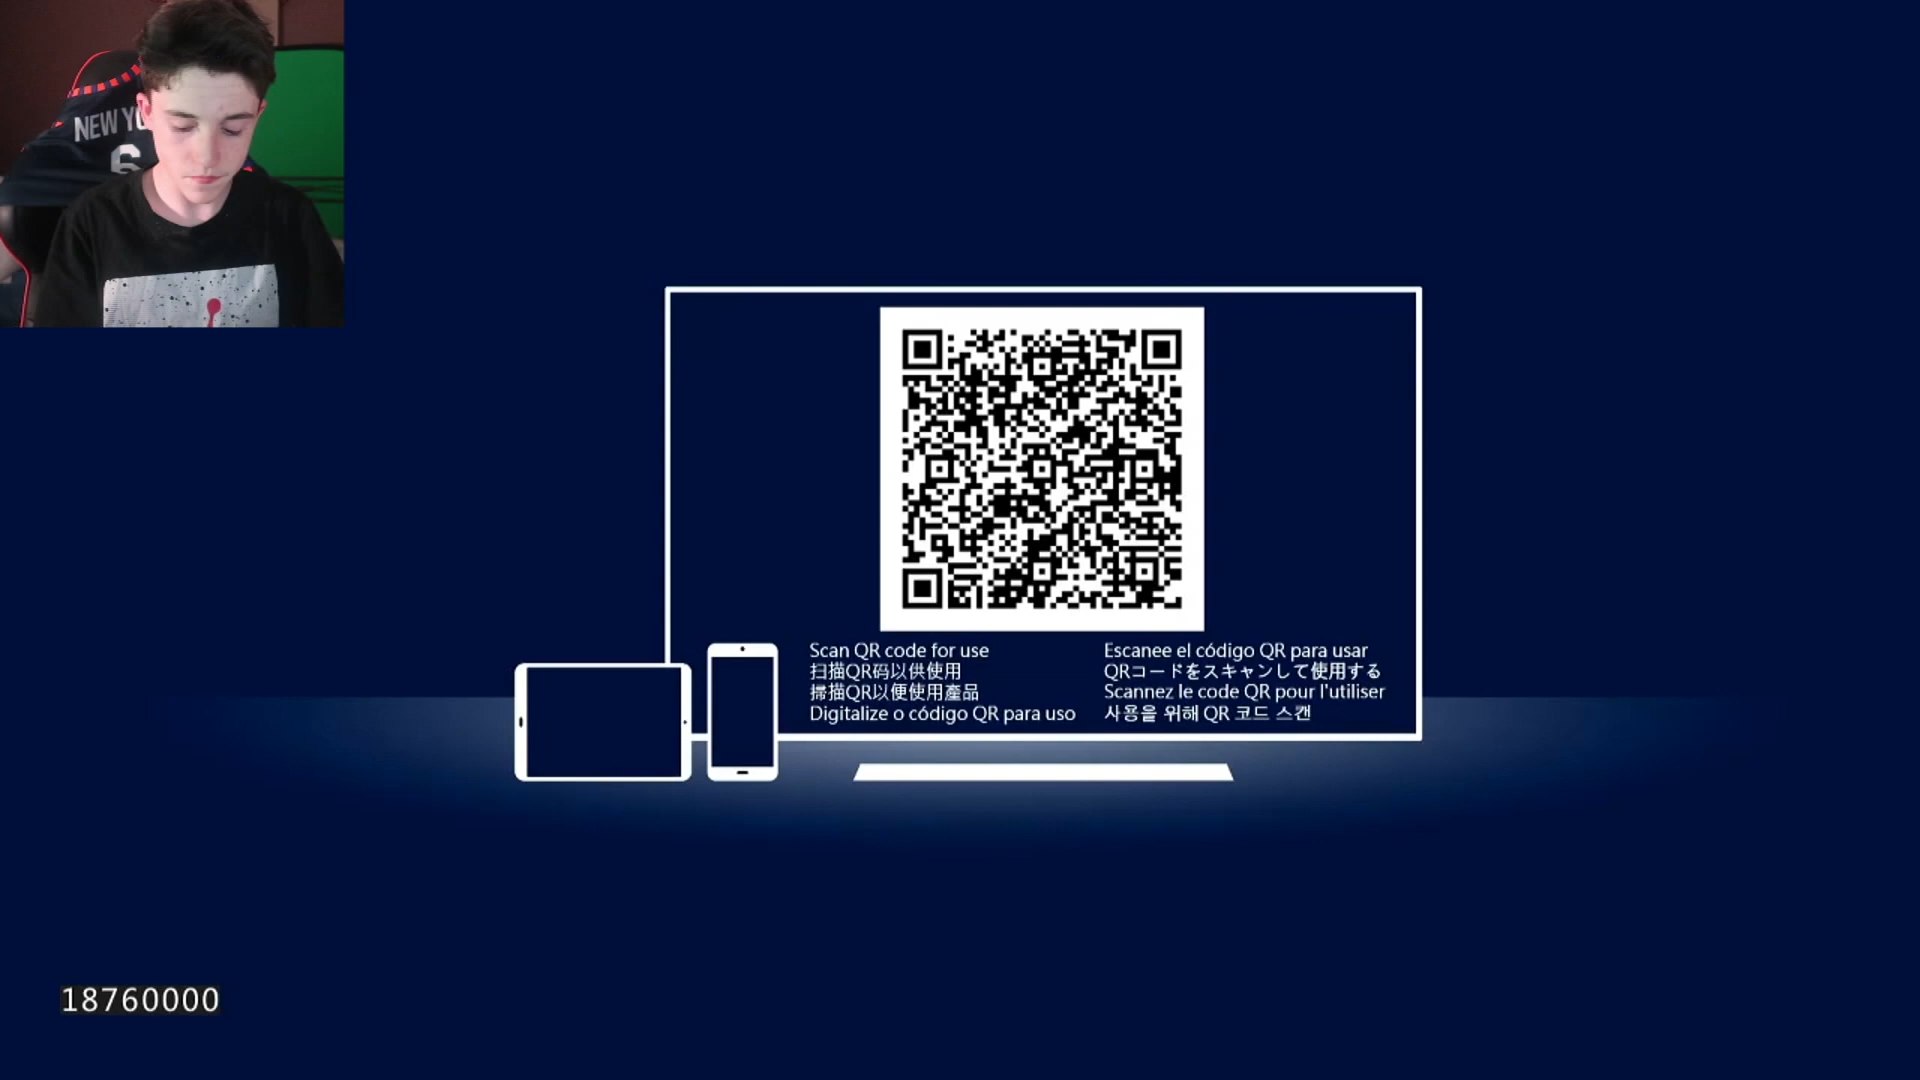 NEW YO
6
Scan QR code for use
扫描QR码以供使用
掃描QR以便使用產品
Digitalize o código QR para uso
Escanee el código QR para usar
QRコードをスキャンして使用する
Scannez le code QR pour l'utiliser
사용을 위해 QR 코드 스캔
18760000